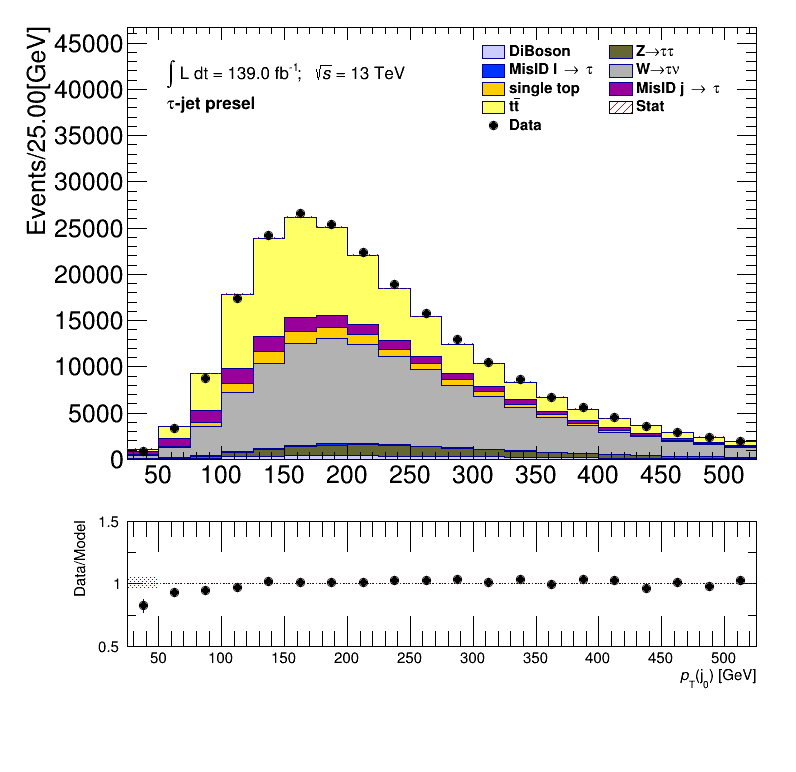 Events/25.00[GeV]
45000
40000
35000
30000
25000
20000
15000
10000
5000
0
∫ L dt = 139.0 fb⁻¹; √s = 13 TeV
τ-jet presel
DiBoson
Z→ττ
MisID l → τ
W→τν
single top
MisID j → τ
tt̄
Stat
Data
50 100 150 200 250 300 350 400 450 500
Data/Model
1.5
1
0.5
50 100 150 200 250 300 350 400 450 500
p_T(j_0) [GeV]